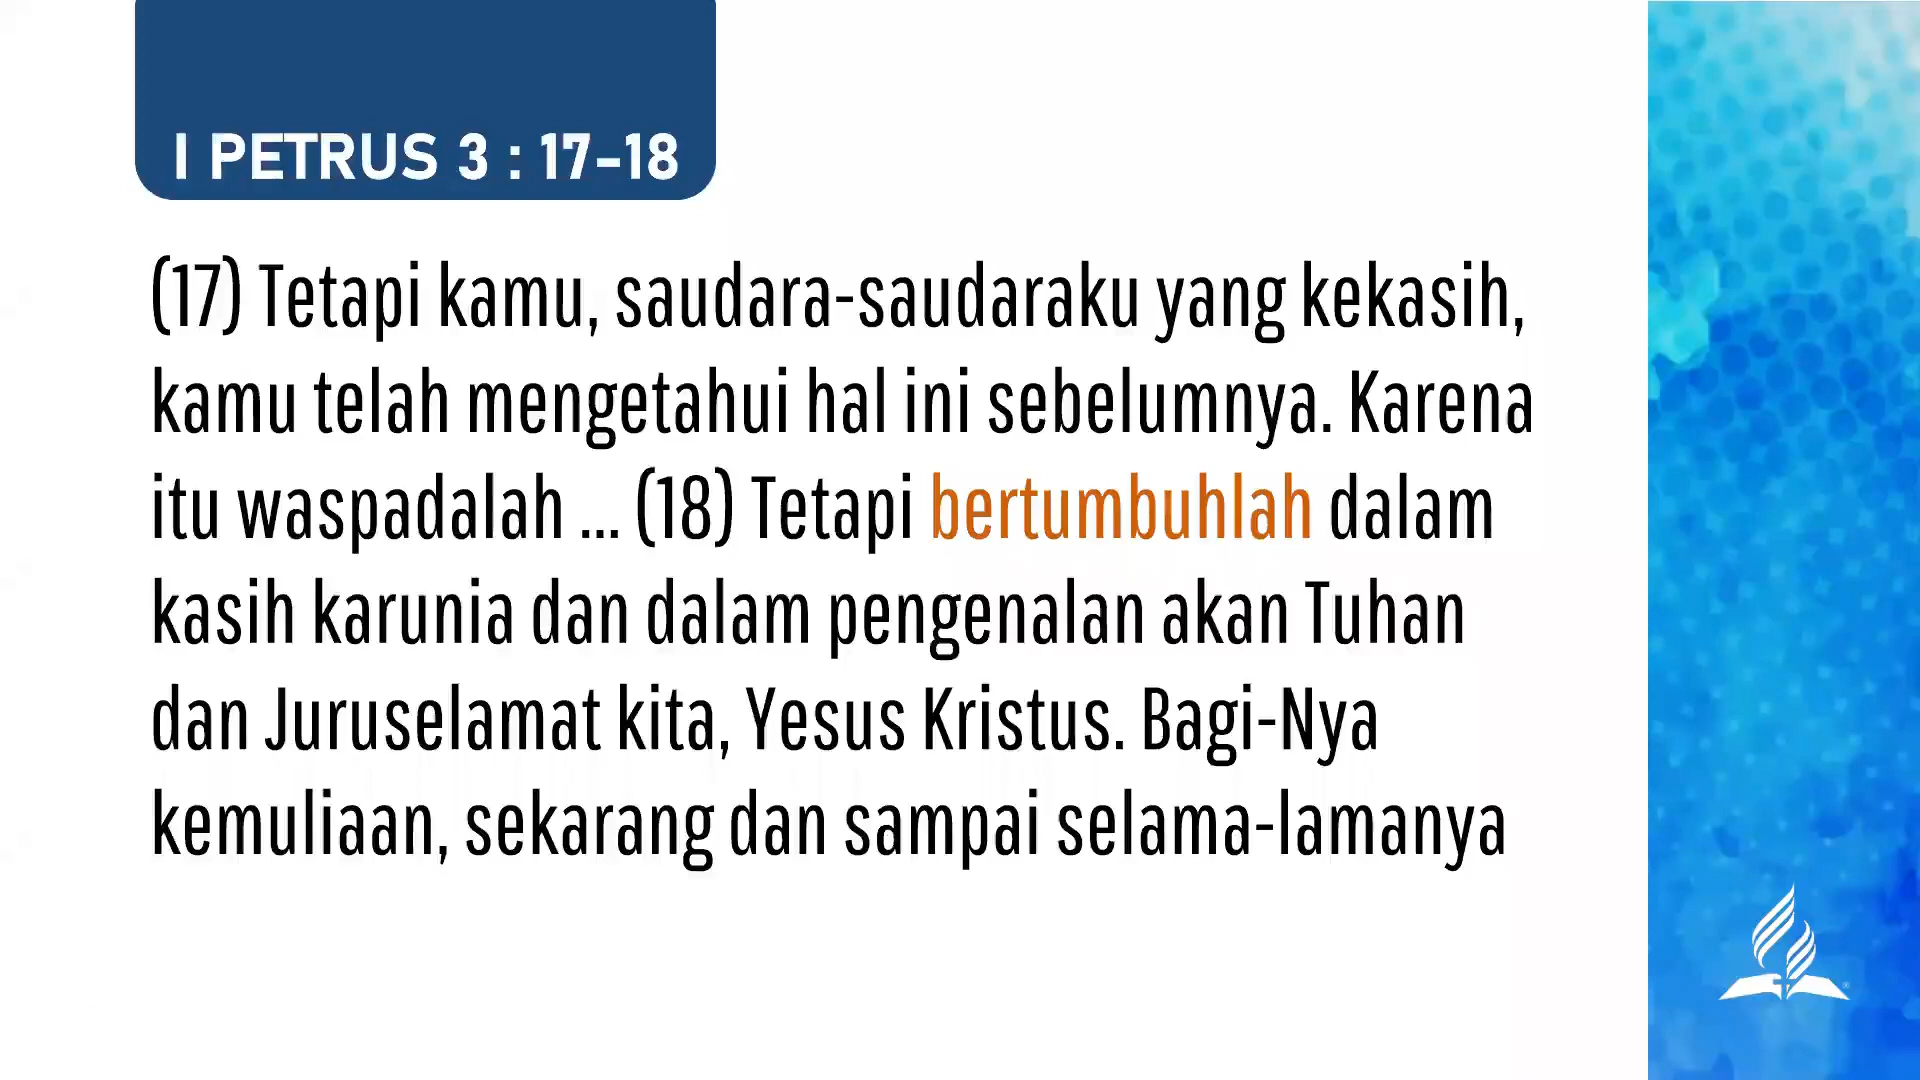 I PETRUS 3 : 17-18
(17) Tetapi kamu, saudara-saudaraku yang kekasih,
kamu telah mengetahui hal ini sebelumnya. Karena
itu waspadalah ... (18) Tetapi bertumbuhlah dalam
kasih karunia dan dalam pengenalan akan Tuhan
dan Juruselamat kita, Yesus Kristus. Bagi-Nya
kemuliaan, sekarang dan sampai selama-lamanya